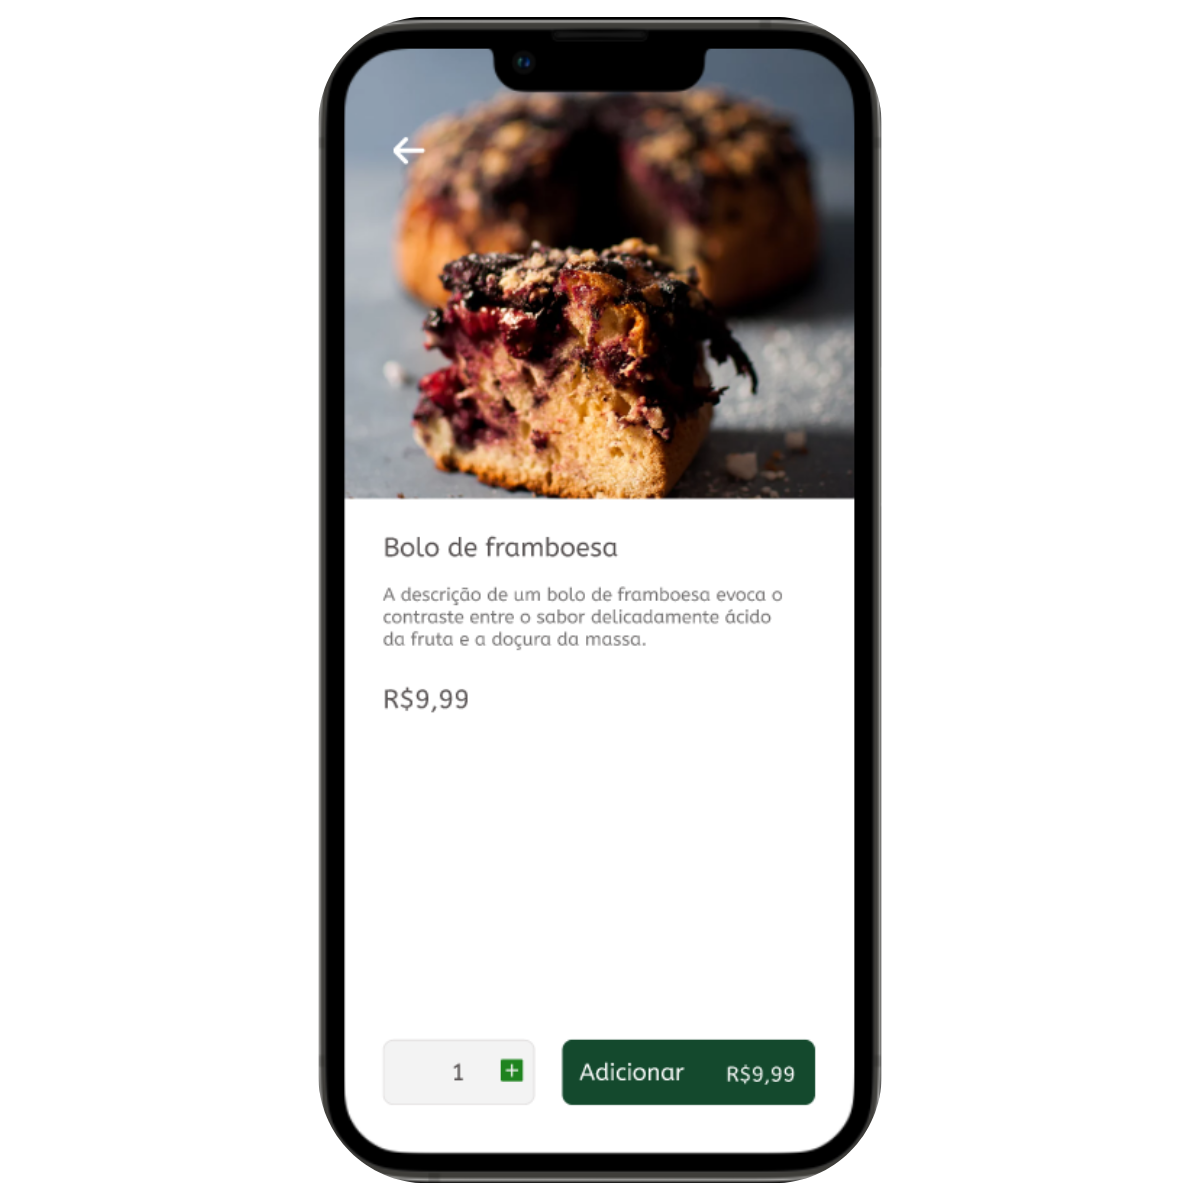 Bolo de framboesa
A descrição de um bolo de framboesa evoca o
contraste entre o sabor delicadamente ácido
da fruta e a doçura da massa.
R$9,99
1
Adicionar R$9,99